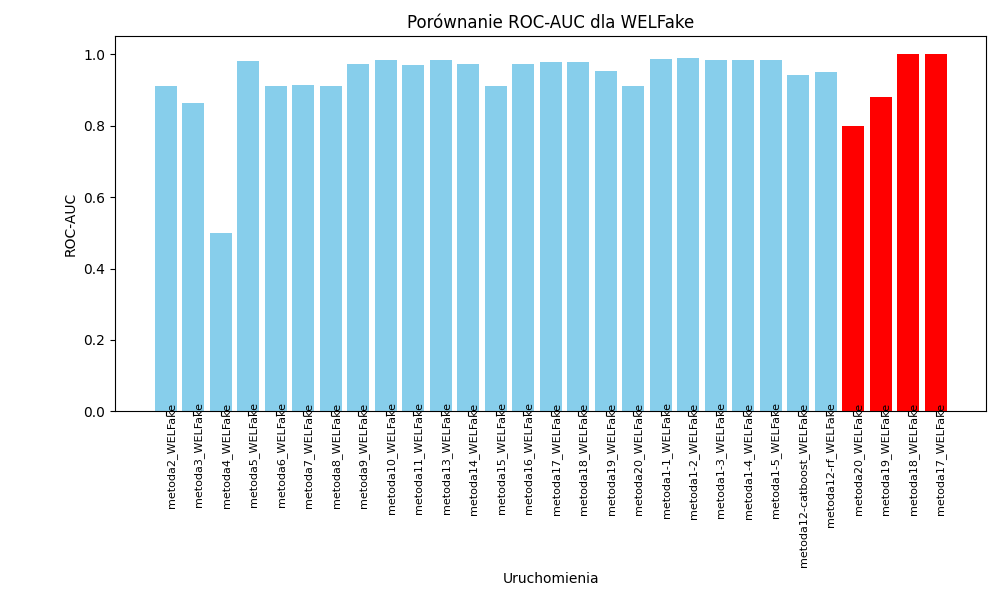 Porównanie ROC-AUC dla WELFake
ROC-AUC
1.0
0.8
0.6
0.4
0.2
0.0
metoda2_WELFake
metoda3_WELFake
metoda4_WELFake
metoda5_WELFake
metoda6_WELFake
metoda7_WELFake
metoda8_WELFake
metoda9_WELFake
metoda10_WELFake
metoda11_WELFake
metoda13_WELFake
metoda14_WELFake
metoda15_WELFake
metoda16_WELFake
metoda17_WELFake
metoda18_WELFake
metoda19_WELFake
metoda20_WELFake
metoda1-1_WELFake
metoda1-2_WELFake
metoda1-3_WELFake
metoda1-4_WELFake
metoda1-5_WELFake
metoda12-catboost_WELFake
metoda12-rf_WELFake
metoda20_WELFake
metoda19_WELFake
metoda18_WELFake
metoda17_WELFake
Uruchomienia